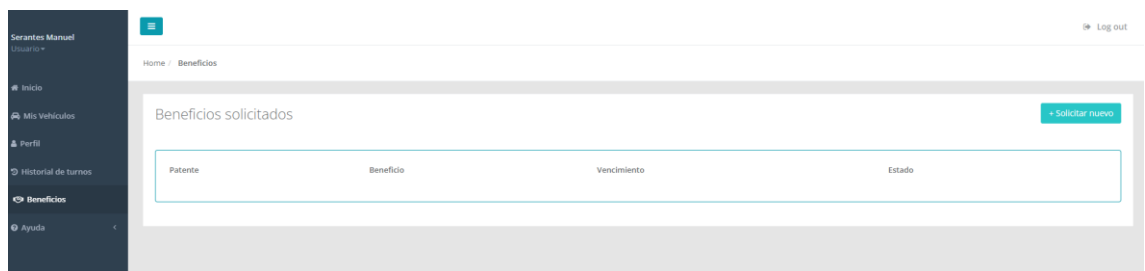 Serantes Manuel
Usuario
Inicio
Mis Vehículos
Perfil
Historial de turnos
Beneficios
Ayuda
Log out
Home / Beneficios
Beneficios solicitados
+ Solicitar nuevo
Patente Beneficio Vencimiento Estado